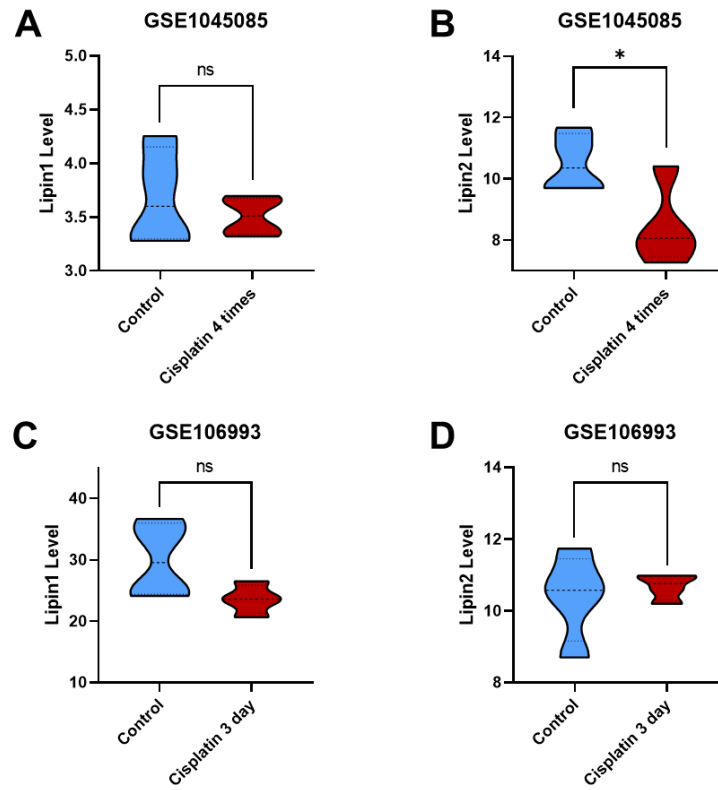 A
GSE1045085
Lipin1 Level
5.0
4.5
4.0
3.5
3.0
ns
Control
Cisplatin 4 times
B
GSE1045085
Lipin2 Level
14
12
10
8
*
Control
Cisplatin 4 times
C
GSE106993
Lipin1 Level
40
30
20
10
ns
Control
Cisplatin 3 day
D
GSE106993
Lipin2 Level
14
12
10
8
ns
Control
Cisplatin 3 day